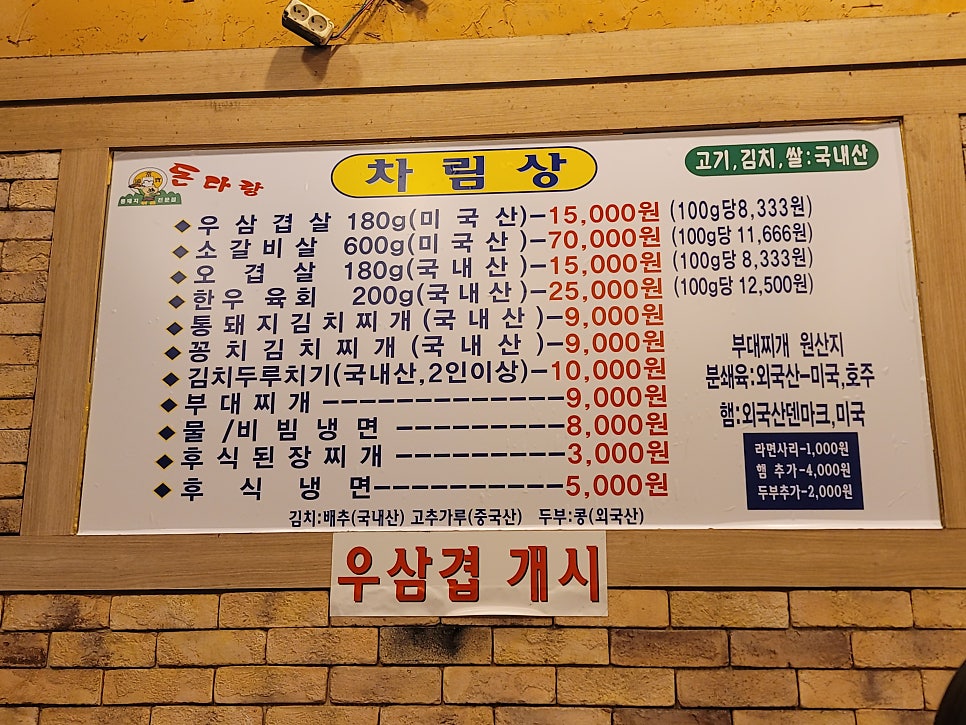 돈다랑
통돼지 전문점
차림상
고기,김치,쌀:국내산
◆우삼겹살 180g(미국산)-15,000원 (100g당8,333원)
◆소갈비살 600g(미국산)-70,000원 (100g당 11,666원)
◆오겹살 180g(국내산)-15,000원 (100g당 8,333원)
◆한우육회 200g(국내산)-25,000원 (100g당 12,500원)
◆통돼지김치찌개(국내산)-9,000원
◆꽁치김치찌개(국내산)-9,000원
◆김치두루치기(국내산,2인이상)-10,000원
◆부대찌개 --------------9,000원
◆물/비빔냉면 ----------8,000원
◆후식된장찌개 ----------3,000원
◆후식냉면-----------5,000원
부대찌개 원산지
분쇄육:외국산-미국,호주
햄:외국산덴마크,미국
라면사리-1,000원
햄 추가-4,000원
두부추가-2,000원
김치:배추(국내산) 고추가루(중국산) 두부:콩(외국산)
우삼겹 개시